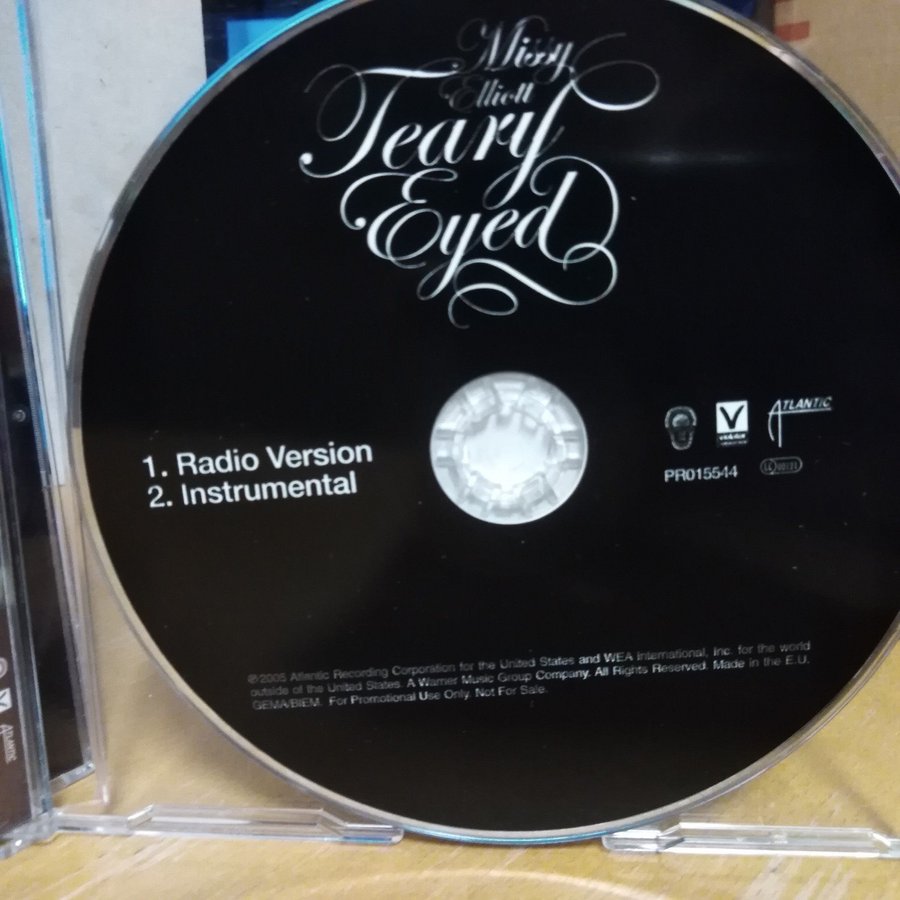 Missy
Elliott
Teary
Eyed
1. Radio Version
2. Instrumental
V
ATLANTIC
PR015544
℗2005 Atlantic Recording Corporation for the United States and WEA International, Inc. for the world
outside of the United States. A Warner Music Group Company. All Rights Reserved. Made in the E.U.
GEMA/BIEM. For Promotional Use Only. Not For Sale.
ATLANTIC